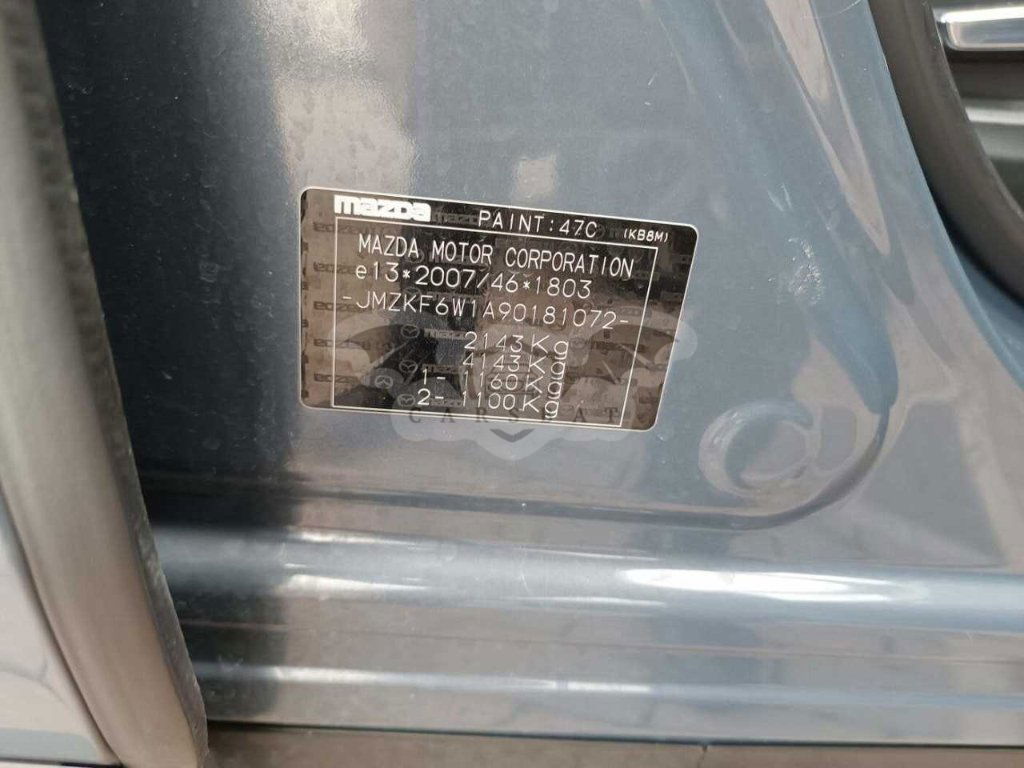 mazda PAINT:47C (KB8M)
MAZDA MOTOR CORPORATION
e13*2007/46*1803
-JMZKF6W1A90181072-
2143Kg
4143Kg
1- 1160Kg
2- 1100Kg